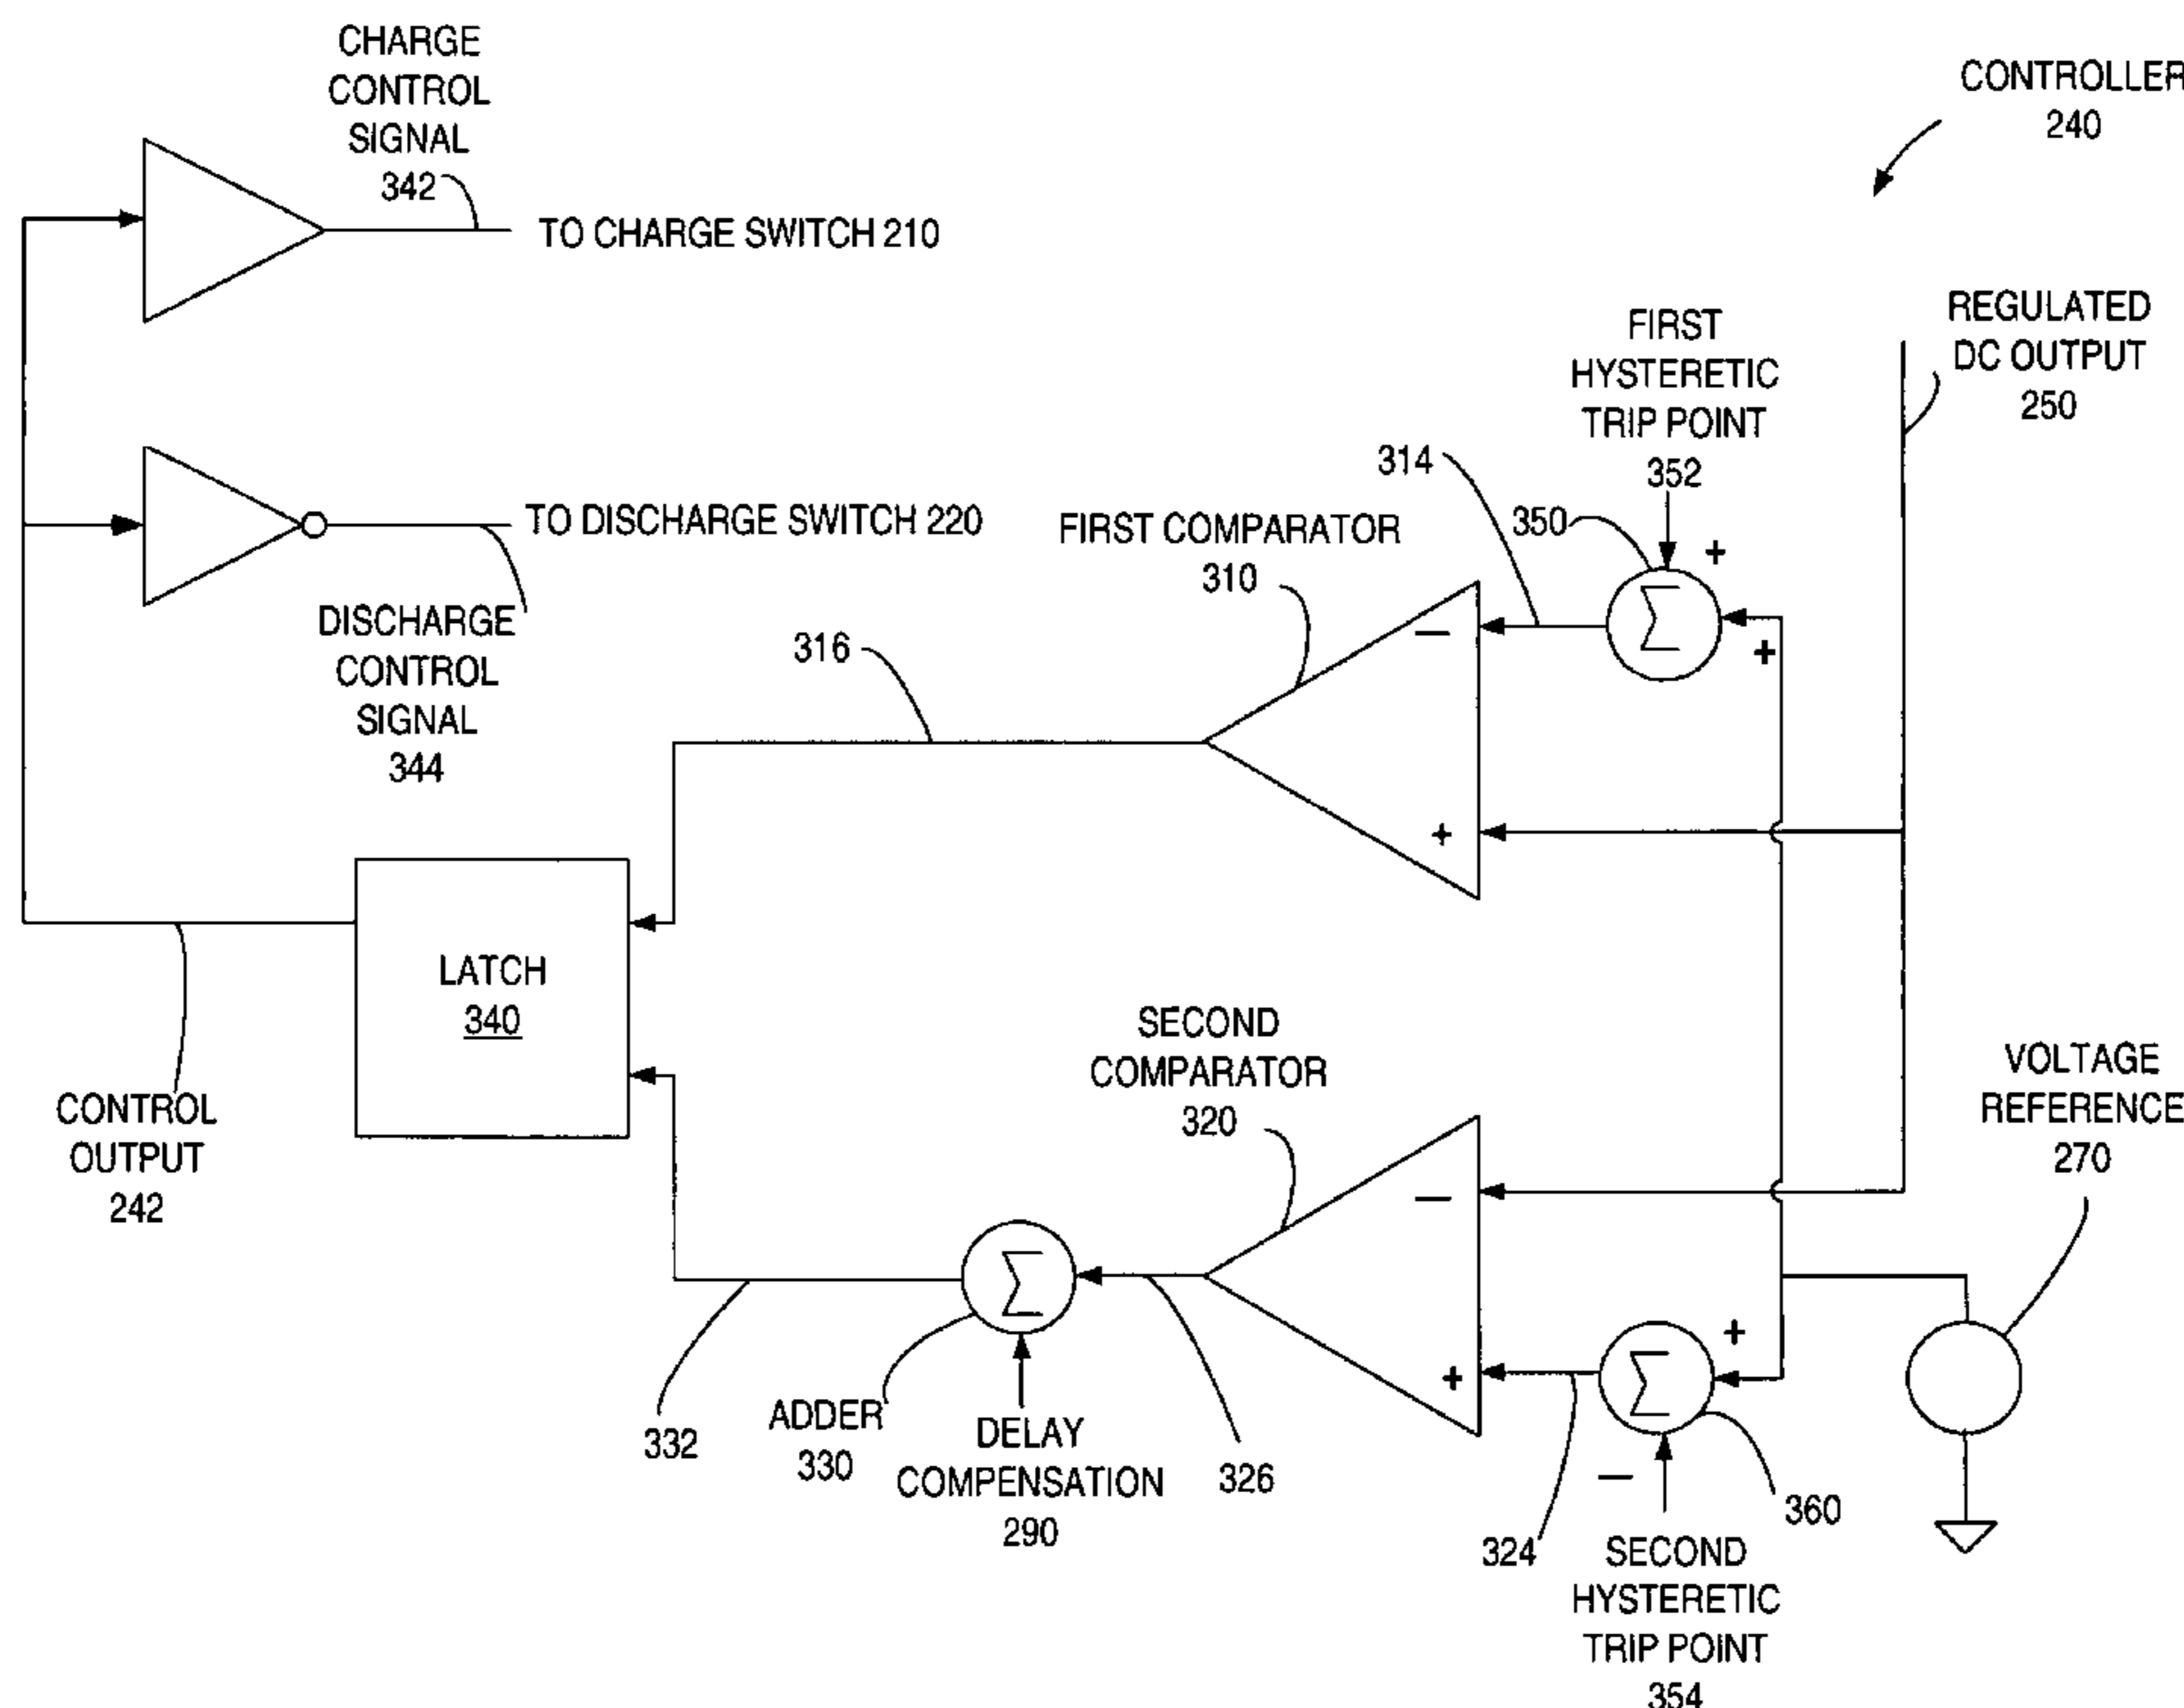 CHARGE
CONTROL
SIGNAL
342
TO CHARGE SWITCH 210
CONTROLLER
240
REGULATED
DC OUTPUT
250
FIRST
HYSTERETIC
TRIP POINT
352
314
350
+
+
FIRST COMPARATOR
310
TO DISCHARGE SWITCH 220
DISCHARGE
CONTROL
SIGNAL
344
316
Σ
−
+
LATCH
340
CONTROL
OUTPUT
242
SECOND
COMPARATOR
320
VOLTAGE
REFERENCE
270
−
+
Σ
+
Σ
−
332
ADDER
330
DELAY
COMPENSATION
290
326
324
360
SECOND
HYSTERETIC
TRIP POINT
354